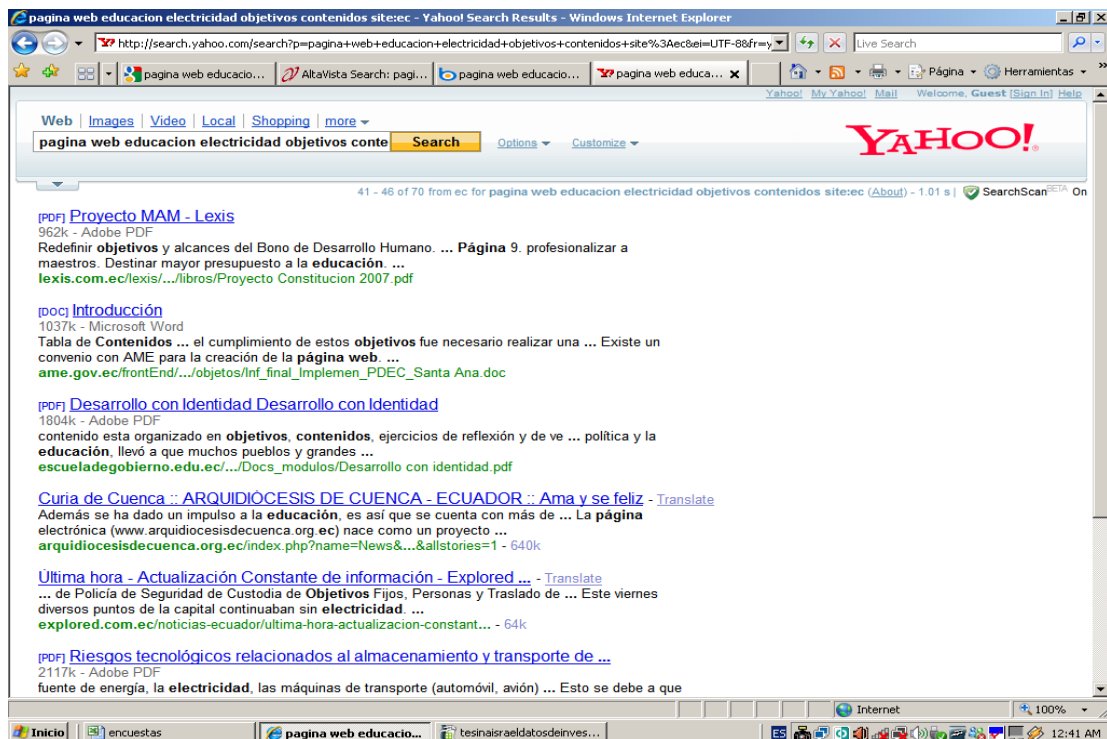 pagina web educacion electricidad objetivos contenidos site:ec - Yahoo! Search Results - Windows Internet Explorer
http://search.yahoo.com/search?p=pagina+web+educacion+electricidad+objetivos+contenidos+site%3Aec&ei=UTF-8&fr=y
Live Search
pagina web educacio...
AltaVista Search: pagi...
pagina web educacio...
pagina web educa...
Página
Herramientas
Yahoo! My Yahoo! Mail Welcome, Guest [Sign In] Help
Web | Images | Video | Local | Shopping | more
pagina web educacion electricidad objetivos conte Search Options Customize
YAHOO!
41 - 46 of 70 from ec for pagina web educacion electricidad objetivos contenidos site:ec (About) - 1.01 s | SearchScan BETA On
[PDF] Proyecto MAM - Lexis
962k - Adobe PDF
Redefinir objetivos y alcances del Bono de Desarrollo Humano. ... Página 9. profesionalizar a
maestros. Destinar mayor presupuesto a la educación. ...
lexis.com.ec/lexis/.../libros/Proyecto Constitucion 2007.pdf
[DOC] Introducción
1037k - Microsoft Word
Tabla de Contenidos ... el cumplimiento de estos objetivos fue necesario realizar una ... Existe un
convenio con AME para la creación de la página web. ...
ame.gov.ec/frontEnd/.../objetos/Inf_final_Implemen_PDEC_Santa Ana.doc
[PDF] Desarrollo con Identidad Desarrollo con Identidad
1804k - Adobe PDF
contenido esta organizado en objetivos, contenidos, ejercicios de reflexión y de ve ... política y la
educación, llevó a que muchos pueblos y grandes ...
escueladegobierno.edu.ec/.../Docs_modulos/Desarrollo con identidad.pdf
Curia de Cuenca :: ARQUIDIÓCESIS DE CUENCA - ECUADOR :: Ama y se feliz - Translate
Además se ha dado un impulso a la educación, es así que se cuenta con más de ... La página
electrónica (www.arquidiocesisdecuenca.org.ec) nace como un proyecto ...
arquidiocesisdecuenca.org.ec/index.php?name=News&...&allstories=1 - 640k
Última hora - Actualización Constante de información - Explored ... - Translate
... de Policía de Seguridad de Custodia de Objetivos Fijos, Personas y Traslado de ... Este viernes
diversos puntos de la capital continuaban sin electricidad. ...
explored.com.ec/noticias-ecuador/ultima-hora-actualizacion-constant... - 64k
[PDF] Riesgos tecnológicos relacionados al almacenamiento y transporte de ...
2117k - Adobe PDF
fuente de energía, la electricidad, las máquinas de transporte (automóvil, avión) ... Esto se debe a que
Internet
100%
Inicio
encuestas
pagina web educacio...
tesinaisraeldatosdeinves...
ES
12:41 AM